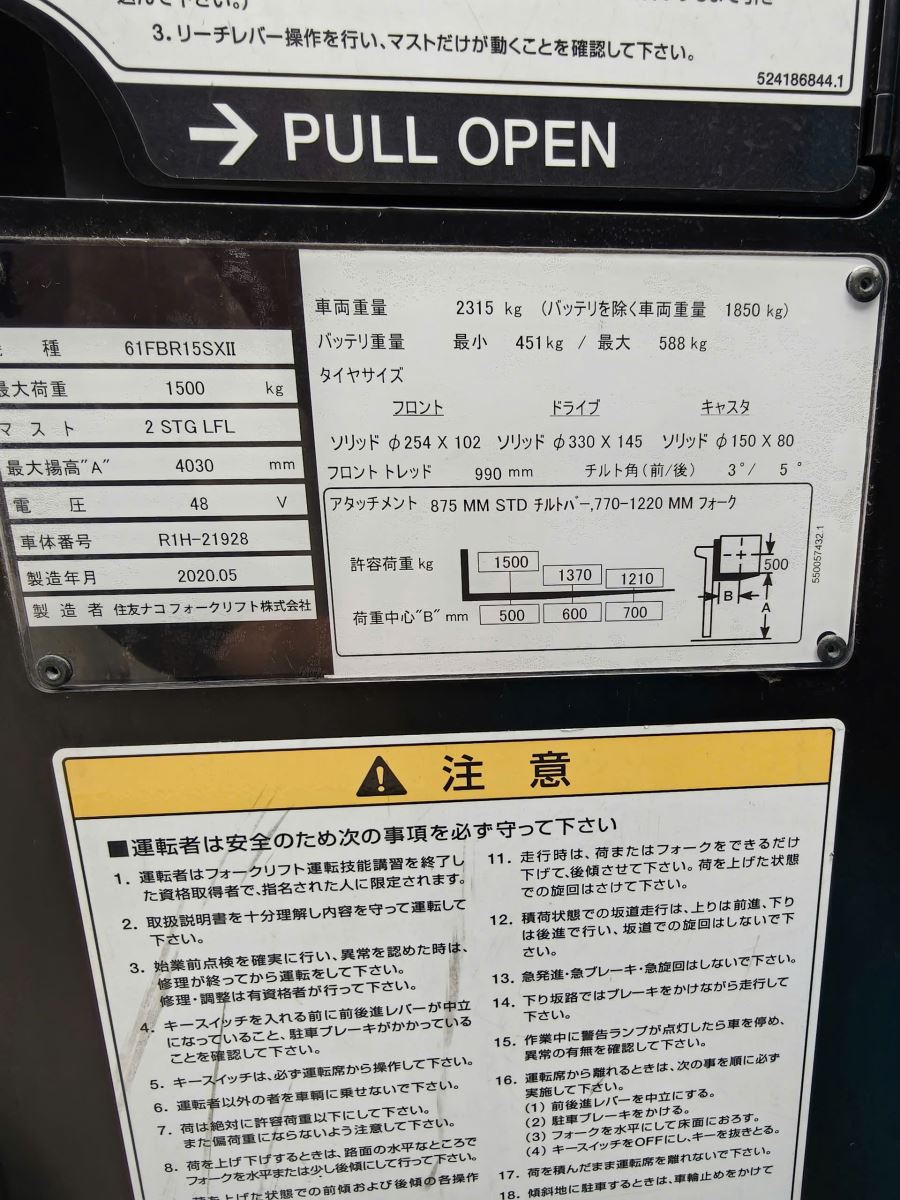 込んで下さい。)
3. リーチレバー操作を行い、マストだけが動くことを確認して下さい。
524186844.1
→ PULL OPEN
種 61FBR15SXII
最大荷重 1500 kg
マスト 2 STG LFL
最大揚高"A" 4030 mm
電圧 48 V
車体番号 R1H-21928
製造年月 2020.05
製造者 住友ナコ フォークリフト株式会社
車両重量 2315 kg (バッテリを除く車両重量 1850 kg)
バッテリ重量 最小 451kg / 最大 588 kg
タイヤサイズ
フロント ドライブ キャスタ
ソリッド φ254 X 102 ソリッド φ330 X 145 ソリッド φ150 X 80
フロント トレッド 990 mm チルト角(前/後) 3°/ 5°
アタッチメント 875 MM STD チルトバー,770-1220 MM フォーク
許容荷重 kg 1500 1370 1210
荷重中心"B" mm 500 600 700
500
B
A
550057432.1
注意
■運転者は安全のため次の事項を必ず守って下さい
1. 運転者はフォークリフト運転技能講習を終了し
た資格取得者で、指名された人に限定されます。
2. 取扱説明書を十分理解し内容を守って運転して
下さい。
3. 始業前点検を確実に行い、異常を認めた時は、
修理が終ってから運転をして下さい。
修理・調整は有資格者が行って下さい。
4. キースイッチを入れる前に前後進レバーが中立
になっていること、駐車ブレーキがかかっている
ことを確認して下さい。
5. キースイッチは、必ず運転席から操作して下さい。
6. 運転者以外の者を車輌に乗せないで下さい。
7. 荷は絶対に許容荷重以下にして下さい。
また偏荷重にならないよう注意して下さい。
8. 荷を上げ下げするときは、路面の水平なところで
フォークを水平または少し後傾にして行って下さい。
荷を上げた状態での前傾および後傾の各操作
11. 走行時は、荷またはフォークをできるだけ
下げて、後傾させて下さい。荷を上げた状態
での旋回はさけて下さい。
12. 積荷状態での坂道走行は、上りは前進、下り
は後進で行い、坂道での旋回はしないで下
さい。
13. 急発進・急ブレーキ・急旋回はしないで下さい。
14. 下り坂路ではブレーキをかけながら走行して
下さい。
15. 作業中に警告ランプが点灯したら車を停め、
異常の有無を確認して下さい。
16. 運転席から離れるときは、次の事を順に必ず
実施して下さい。
(1) 前後進レバーを中立にする。
(2) 駐車ブレーキをかける。
(3) フォークを水平にして床面におろす。
(4) キースイッチをOFFにし、キーを抜きとる。
17. 荷を積んだまま運転席を離れないで下さい。
18. 傾斜地に駐車するときは、車輪止めをかけて